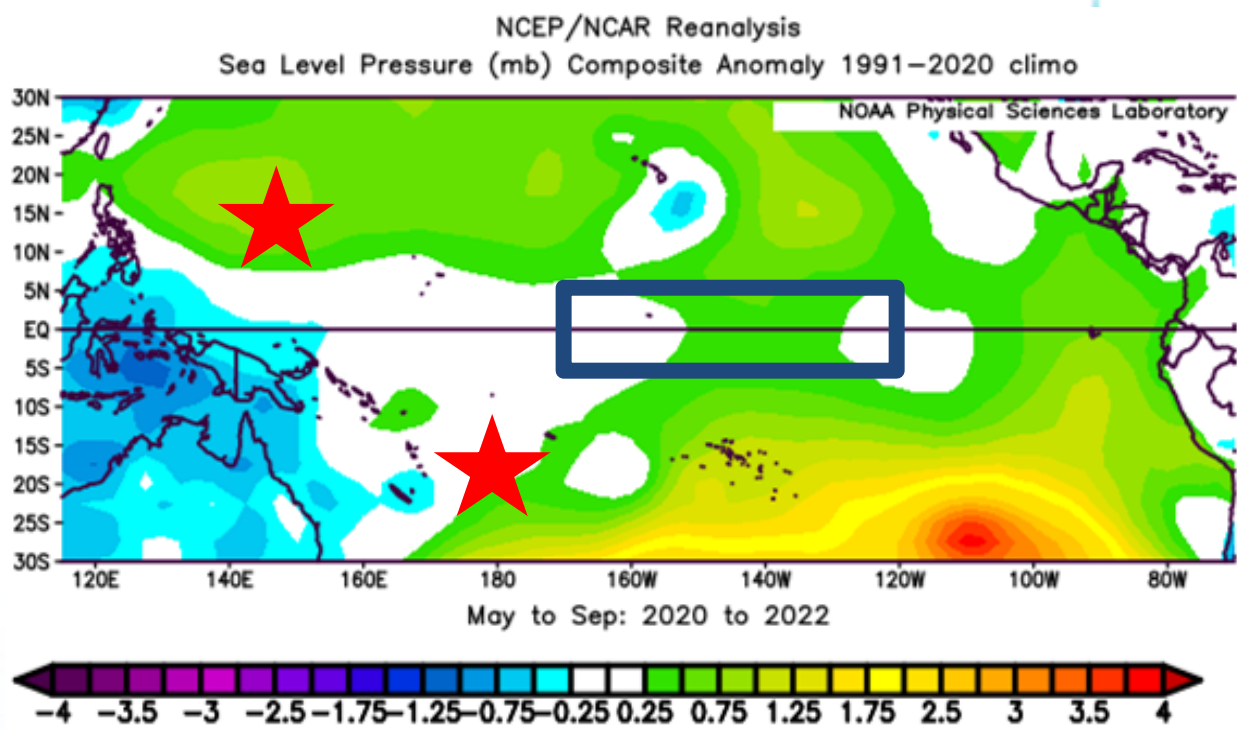 NCEP/NCAR Reanalysis
Sea Level Pressure (mb) Composite Anomaly 1991−2020 climo
NOAA Physical Sciences Laboratory
30N
25N
20N
15N
10N
5N
EQ
5S
10S
15S
20S
25S
30S
120E 140E 160E 180 160W 140W 120W 100W 80W
May to Sep: 2020 to 2022
−4 −3.5 −3 −2.5 −1.75 −1.25 −0.75 −0.25 0.25 0.75 1.25 1.75 2.5 3 3.5 4